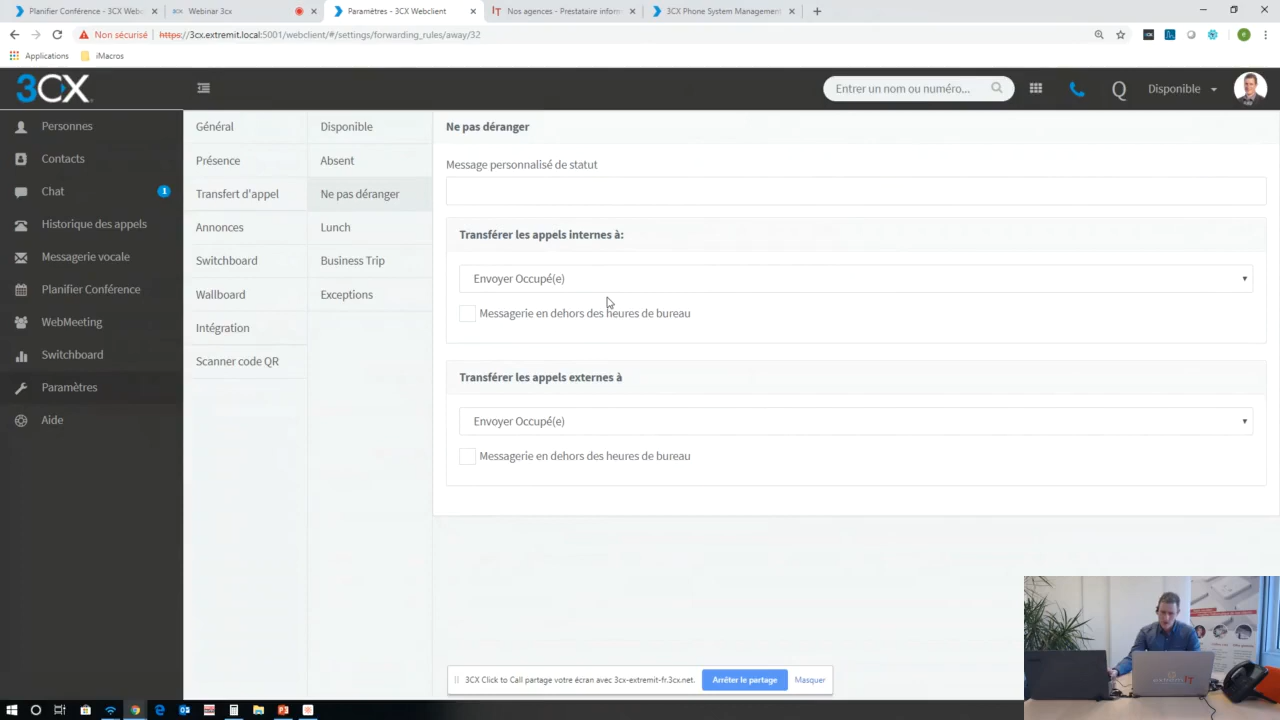 Planifier Conférence - 3CX Web
Webinar 3cx
Paramètres - 3CX Webclient
Nos agences - Prestataire inform
3CX Phone System Management
Non sécurisé
https://3cx.extremit.local:5001/webclient/#/settings/forwarding_rules/away/32
Applications
iMacros
3CX
Entrer un nom ou numéro...
Disponible
Personnes
Contacts
Chat
1
Historique des appels
Messagerie vocale
Planifier Conférence
WebMeeting
Switchboard
Paramètres
Aide
Général
Présence
Transfert d'appel
Annonces
Switchboard
Wallboard
Intégration
Scanner code QR
Disponible
Absent
Ne pas déranger
Lunch
Business Trip
Exceptions
Ne pas déranger
Message personnalisé de statut
Transférer les appels internes à:
Envoyer Occupé(e)
Messagerie en dehors des heures de bureau
Transférer les appels externes à
Envoyer Occupé(e)
Messagerie en dehors des heures de bureau
3CX Click to Call partage votre écran avec 3cx-extremit-fr.3cx.net.
Arrêter le partage
Masquer